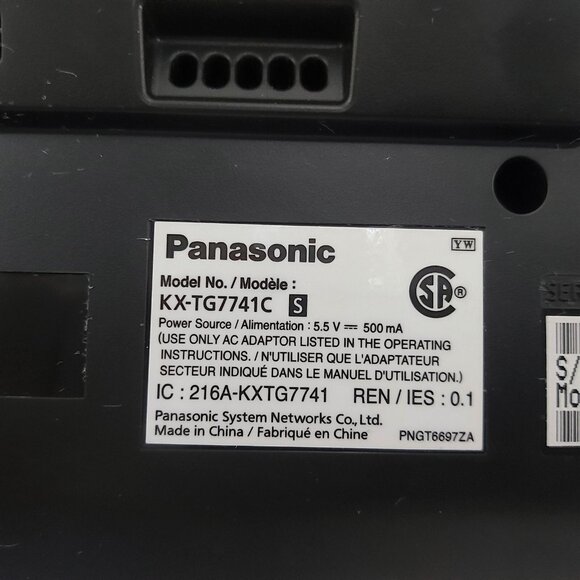 Panasonic
YW
Model No. / Modèle :
KX-TG7741C S
Power Source / Alimentation : 5.5 V ⎓ 500 mA
(USE ONLY AC ADAPTOR LISTED IN THE OPERATING
INSTRUCTIONS. / N'UTILISER QUE L'ADAPTATEUR
SECTEUR INDIQUÉ DANS LE MANUEL D'UTILISATION.)
IC : 216A-KXTG7741 REN / IES : 0.1
Panasonic System Networks Co., Ltd.
Made in China / Fabriqué en Chine PNGT6697ZA
SA®
S/
Mo